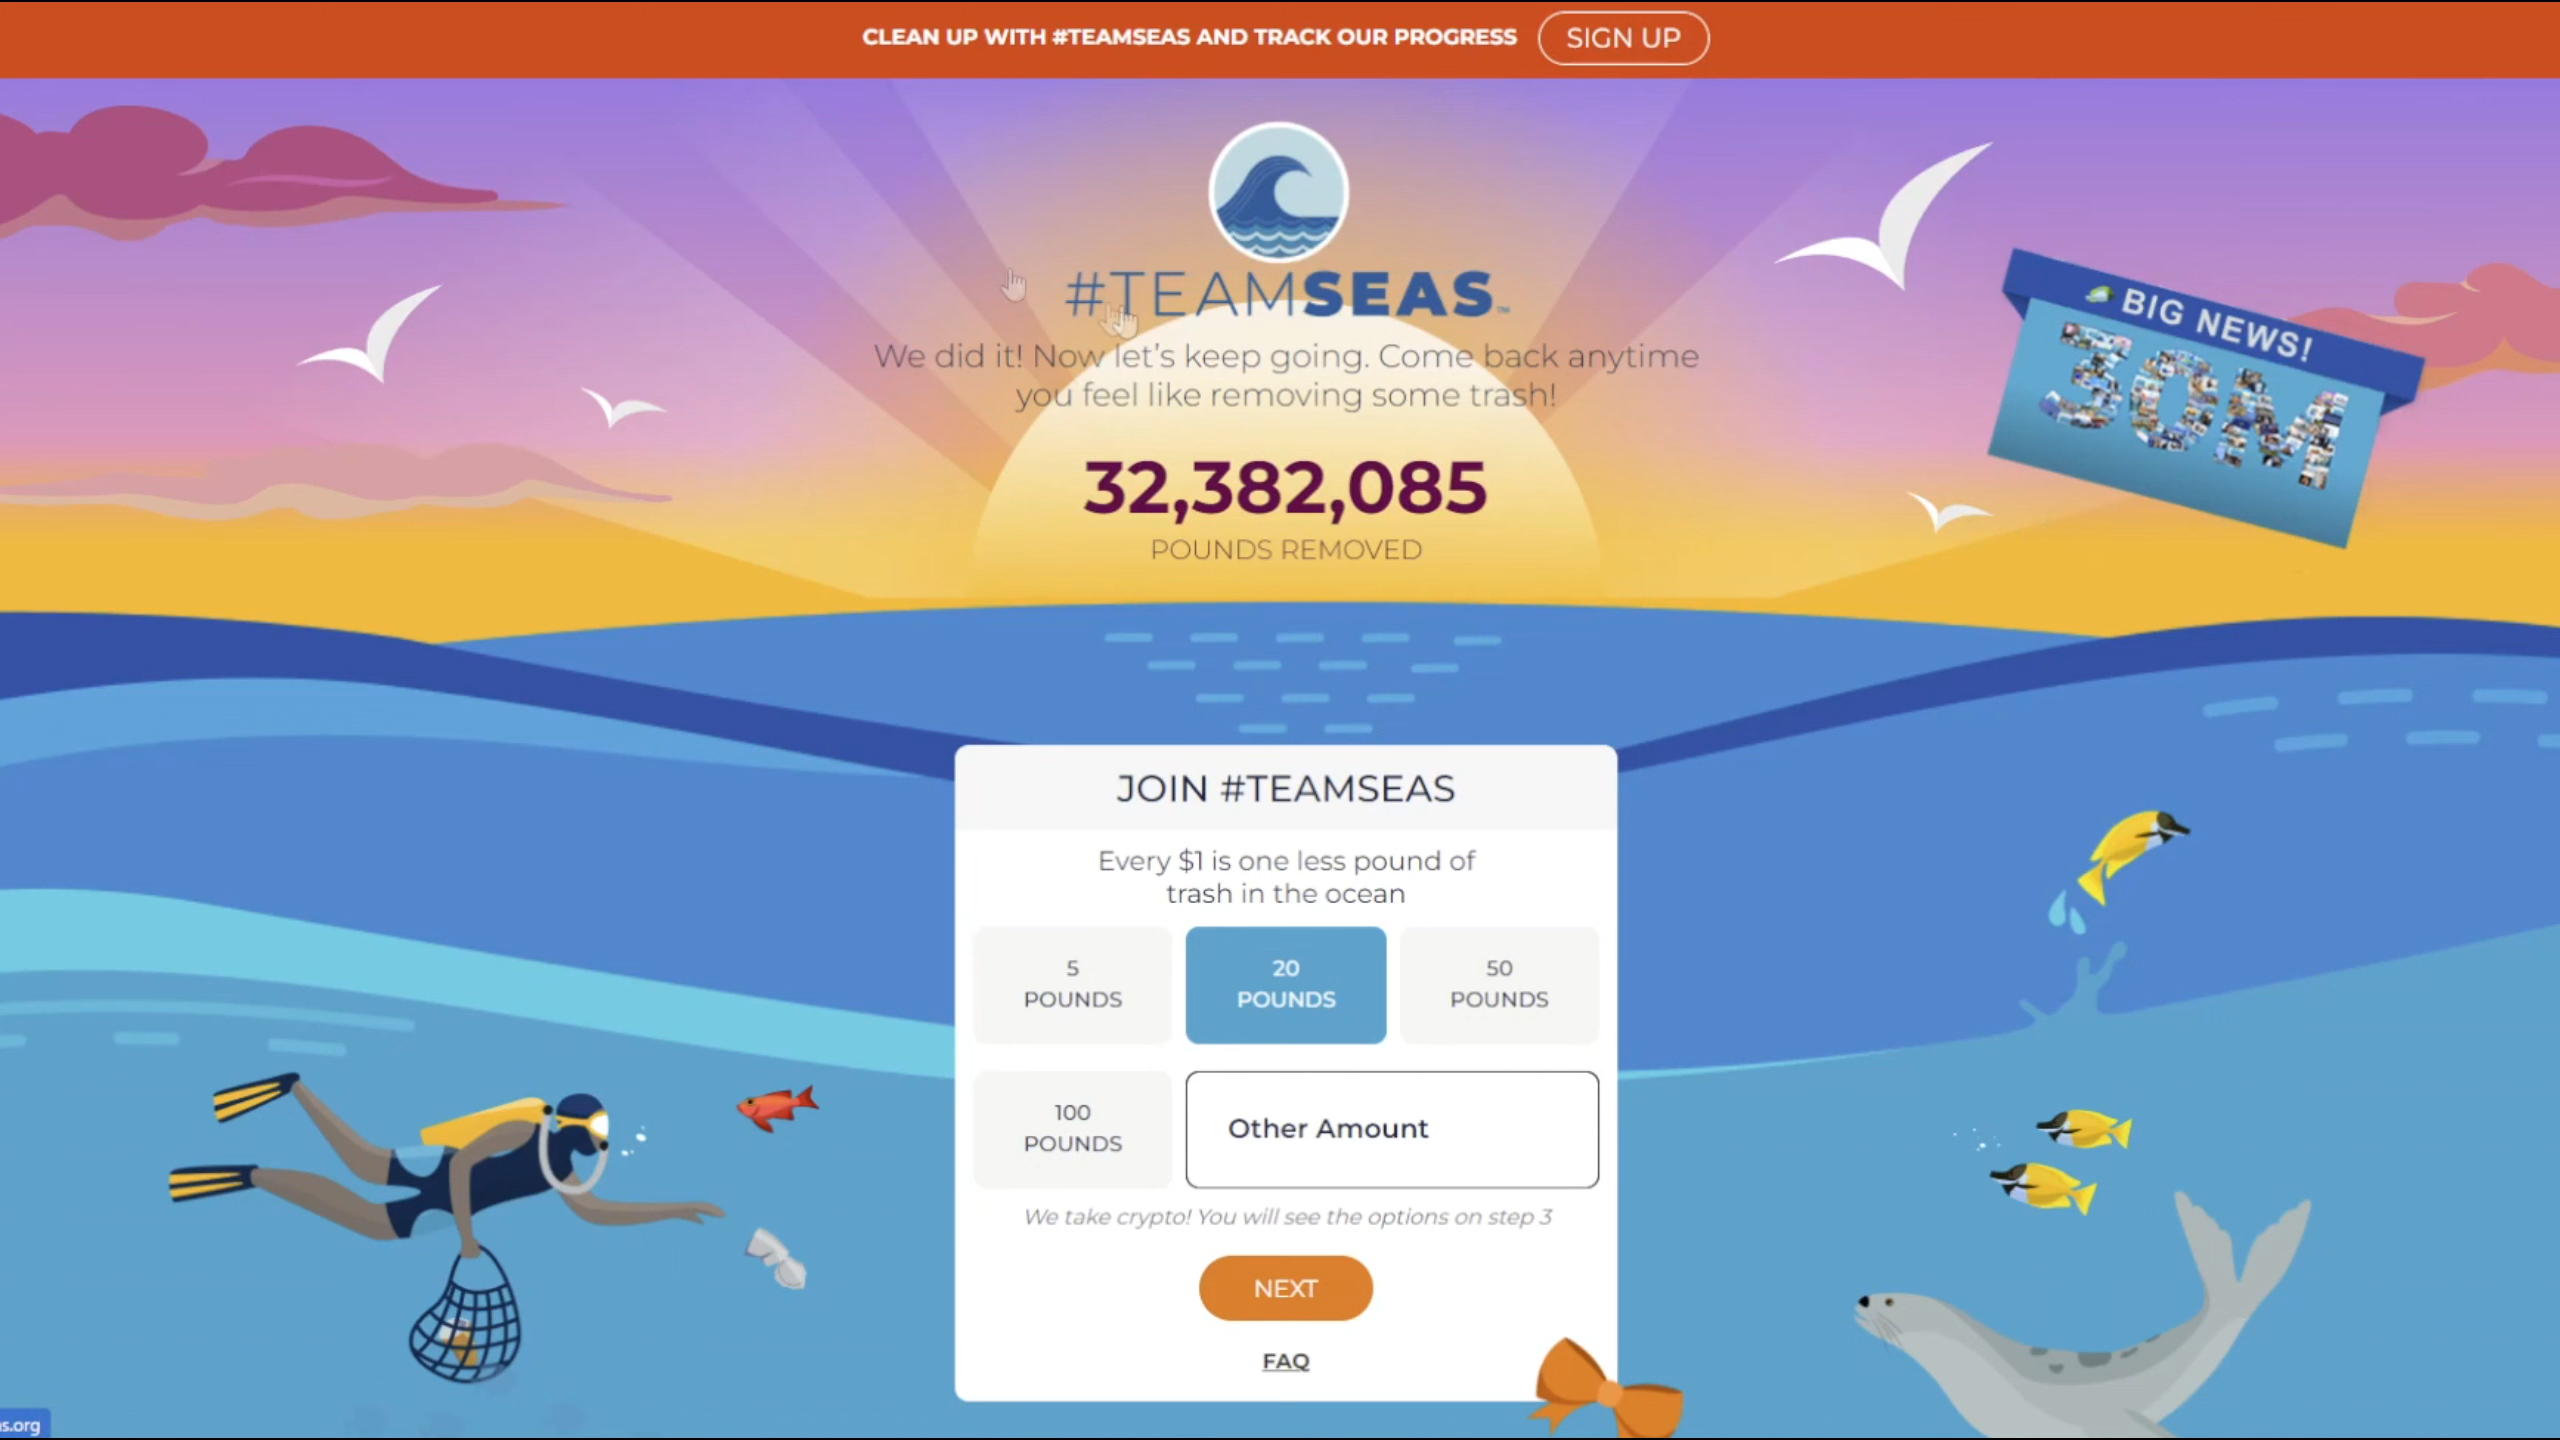 CLEAN UP WITH #TEAMSEAS AND TRACK OUR PROGRESS
SIGN UP
#TEAMSEAS™
We did it! Now let's keep going. Come back anytime
you feel like removing some trash!
BIG NEWS!
30M
32,382,085
POUNDS REMOVED
JOIN #TEAMSEAS
Every $1 is one less pound of
trash in the ocean
5
POUNDS
20
POUNDS
50
POUNDS
100
POUNDS
Other Amount
We take crypto! You will see the options on step 3
NEXT
FAQ
s.org